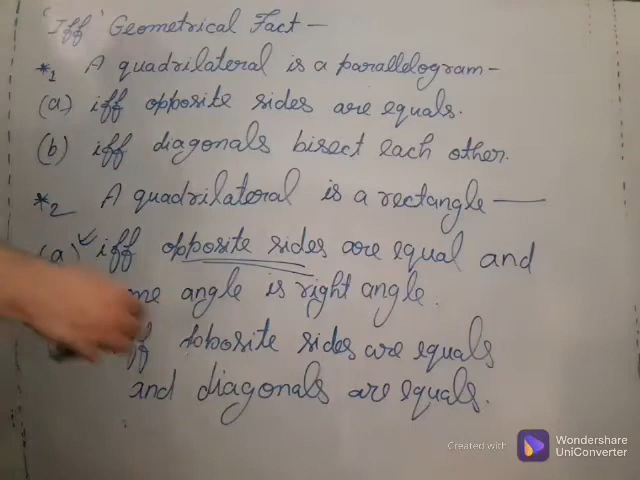 'Iff' Geometrical Fact —
*1 A quadrilateral is a parallelogram -
(a) iff opposite sides are equals.
(b) iff diagonals bisect each other.
*2 A quadrilateral is a rectangle —
(a) iff opposite sides are equal and
angle is right angle.
opposite sides are equals
and diagonals are equals.
Created with Wondershare
UniConverter